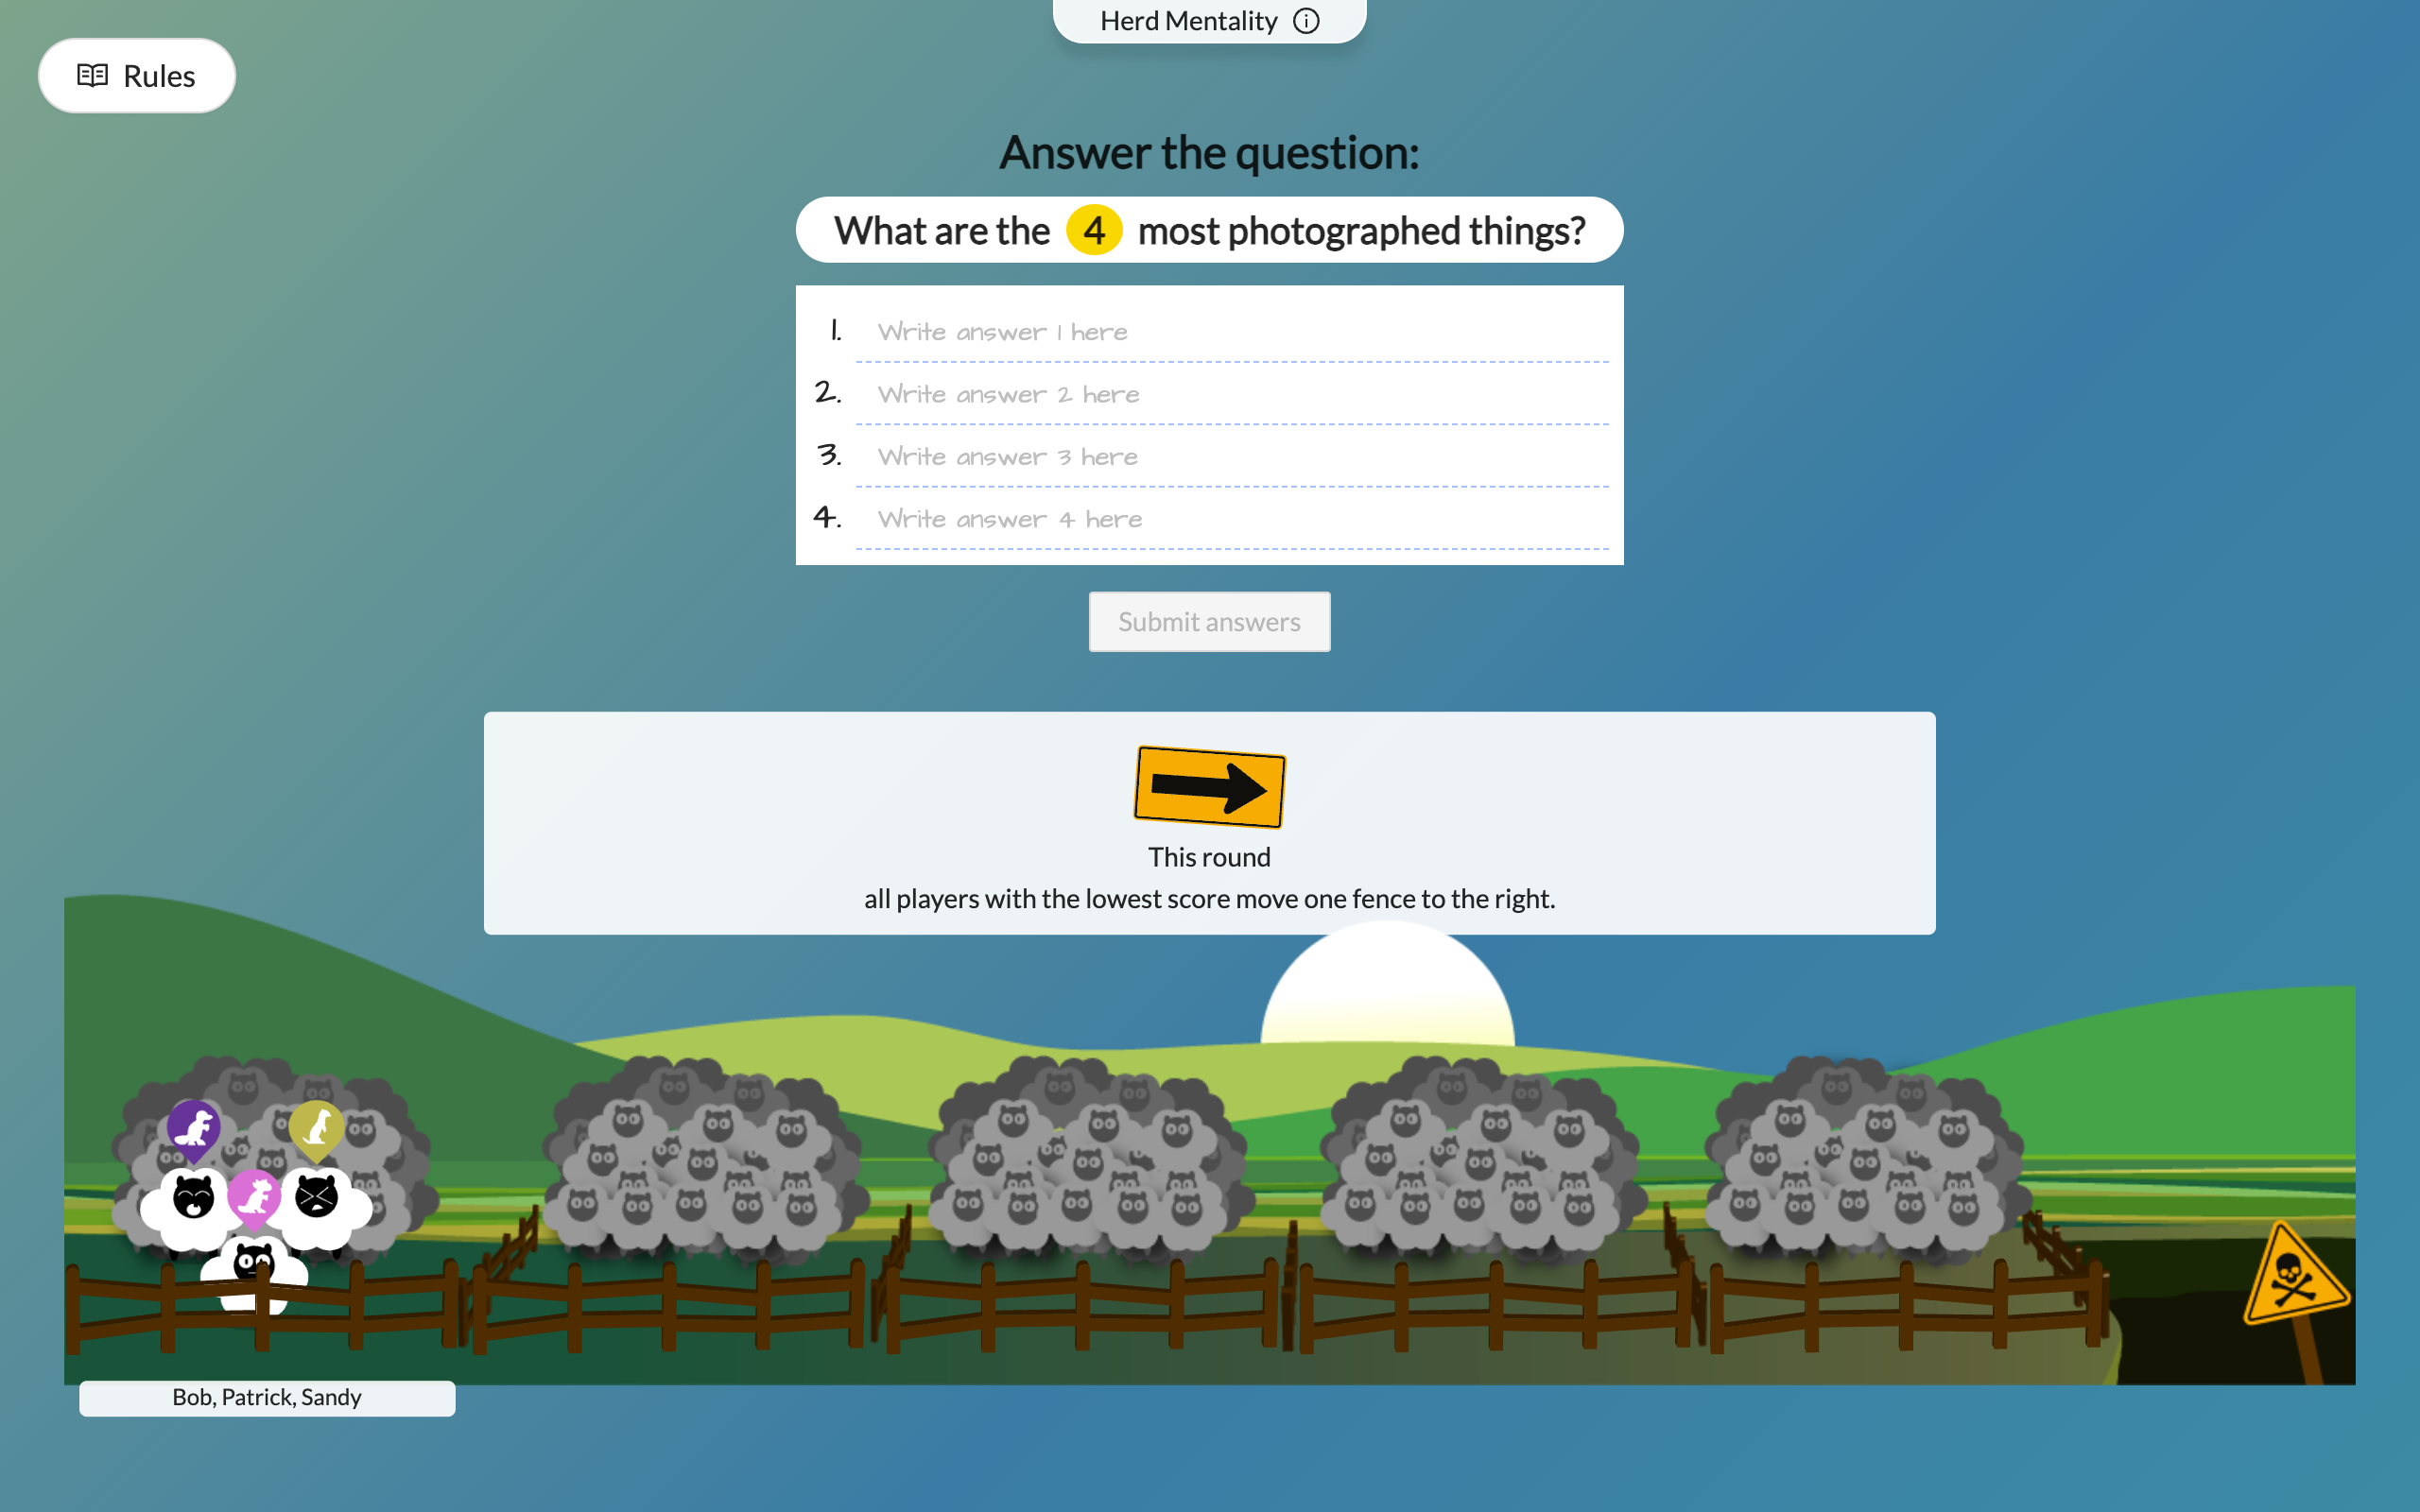 Herd Mentality
Rules
Answer the question:
What are the 4 most photographed things?
1. Write answer 1 here
2. Write answer 2 here
3. Write answer 3 here
4. Write answer 4 here
Submit answers
This round
all players with the lowest score move one fence to the right.
Bob, Patrick, Sandy